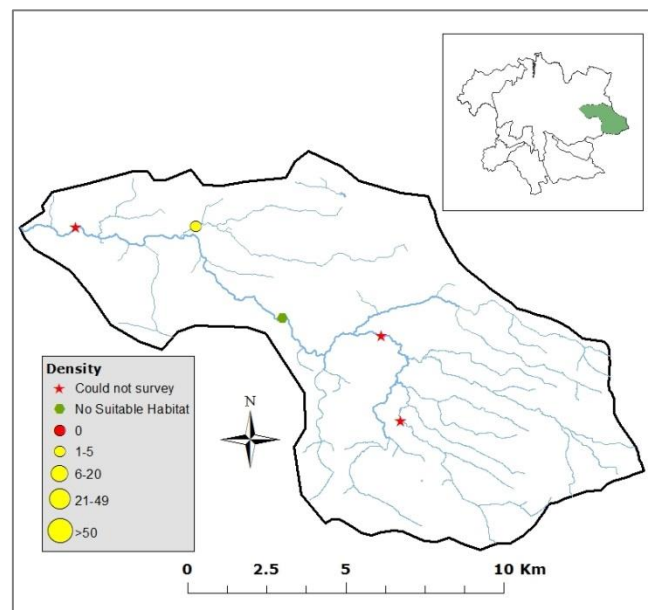 Density
Could not survey
No Suitable Habitat
0
1-5
6-20
21-49
>50
N
0 2.5 5 10 Km